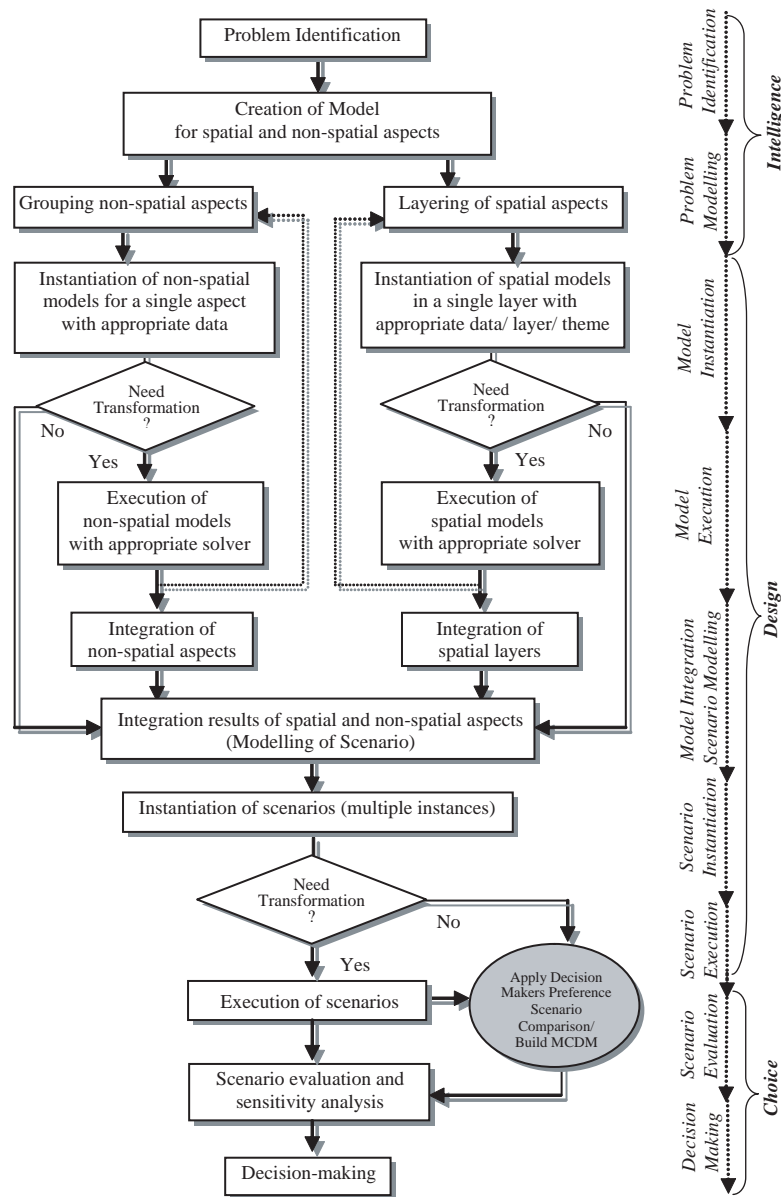 Problem Identification
Creation of Model
for spatial and non-spatial aspects
Grouping non-spatial aspects
Layering of spatial aspects
Instantiation of non-spatial
models for a single aspect
with appropriate data
Instantiation of spatial models
in a single layer with
appropriate data/ layer/ theme
Need
Transformation
?
No
Yes
Need
Transformation
?
No
Yes
Execution of
non-spatial models
with appropriate solver
Execution of
spatial models
with appropriate solver
Integration of
non-spatial aspects
Integration of
spatial layers
Integration results of spatial and non-spatial aspects
(Modelling of Scenario)
Instantiation of scenarios (multiple instances)
Need
Transformation
?
No
Yes
Execution of scenarios
Apply Decision
Makers Preference
Scenario
Comparison/
Build MCDM
Scenario evaluation and
sensitivity analysis
Decision-making
Problem
Identification
Problem
Modelling
Model
Instantiation
Model
Execution
Model Integration
Scenario Modelling
Scenario
Instantiation
Scenario
Execution
Scenario
Evaluation
Decision
Making
Intelligence
Design
Choice